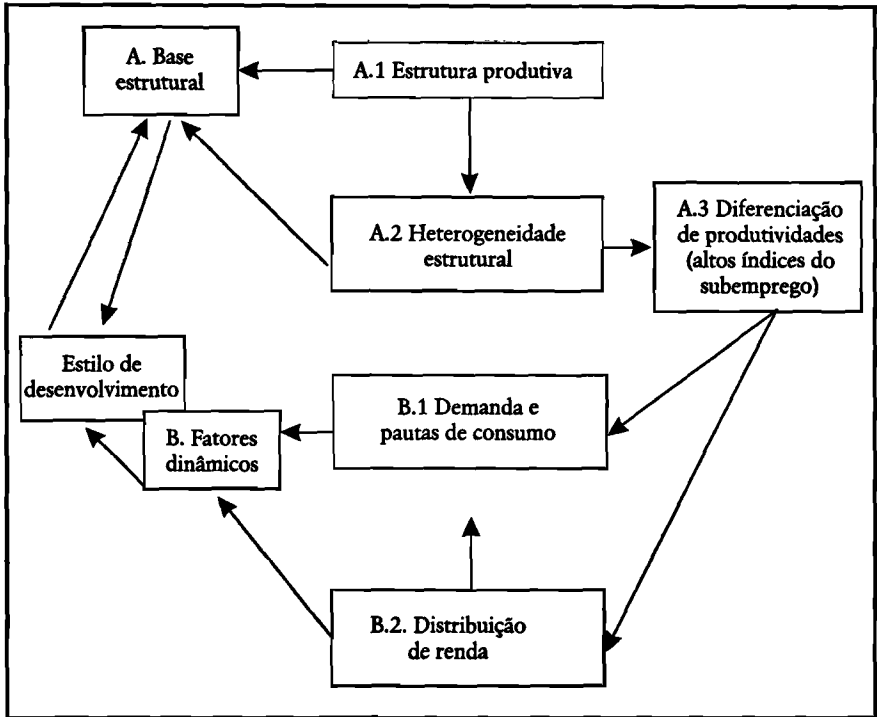 A. Base
estrutural
A.1 Estrutura produtiva
A.2 Heterogeneidade
estrutural
A.3 Diferenciação
de produtividades
(altos índices do
subemprego)
Estilo de
desenvolvimento
B. Fatores
dinâmicos
B.1 Demanda e
pautas de consumo
B.2. Distribuição
de renda